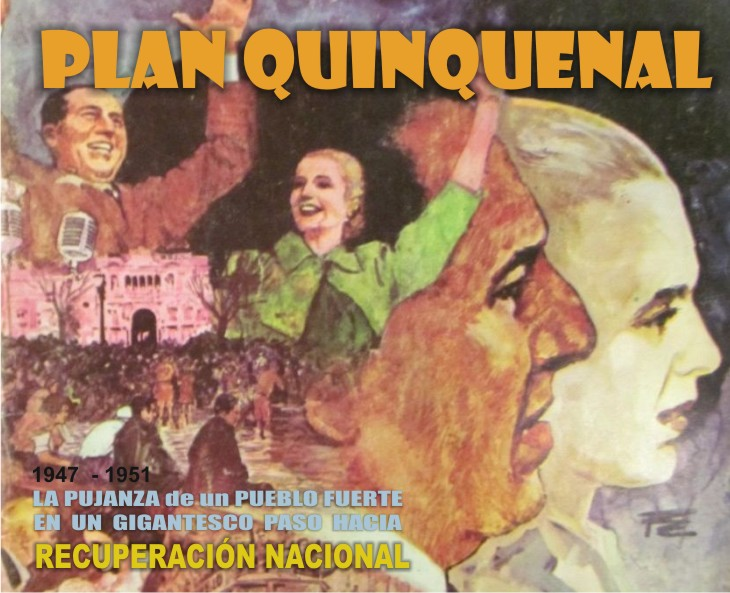 PLAN QUINQUENAL
1947 - 1951
LA PUJANZA de un PUEBLO FUERTE
EN UN GIGANTESCO PASO HACIA
RECUPERACIÓN NACIONAL